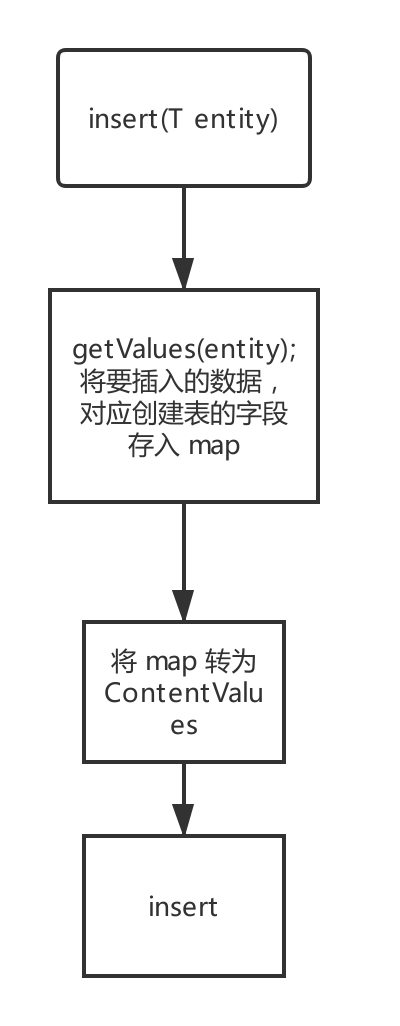 insert(T entity)
getValues(entity);
将要插入的数据，
对应创建表的字段
存入 map
将 map 转为
ContentValu
es
insert